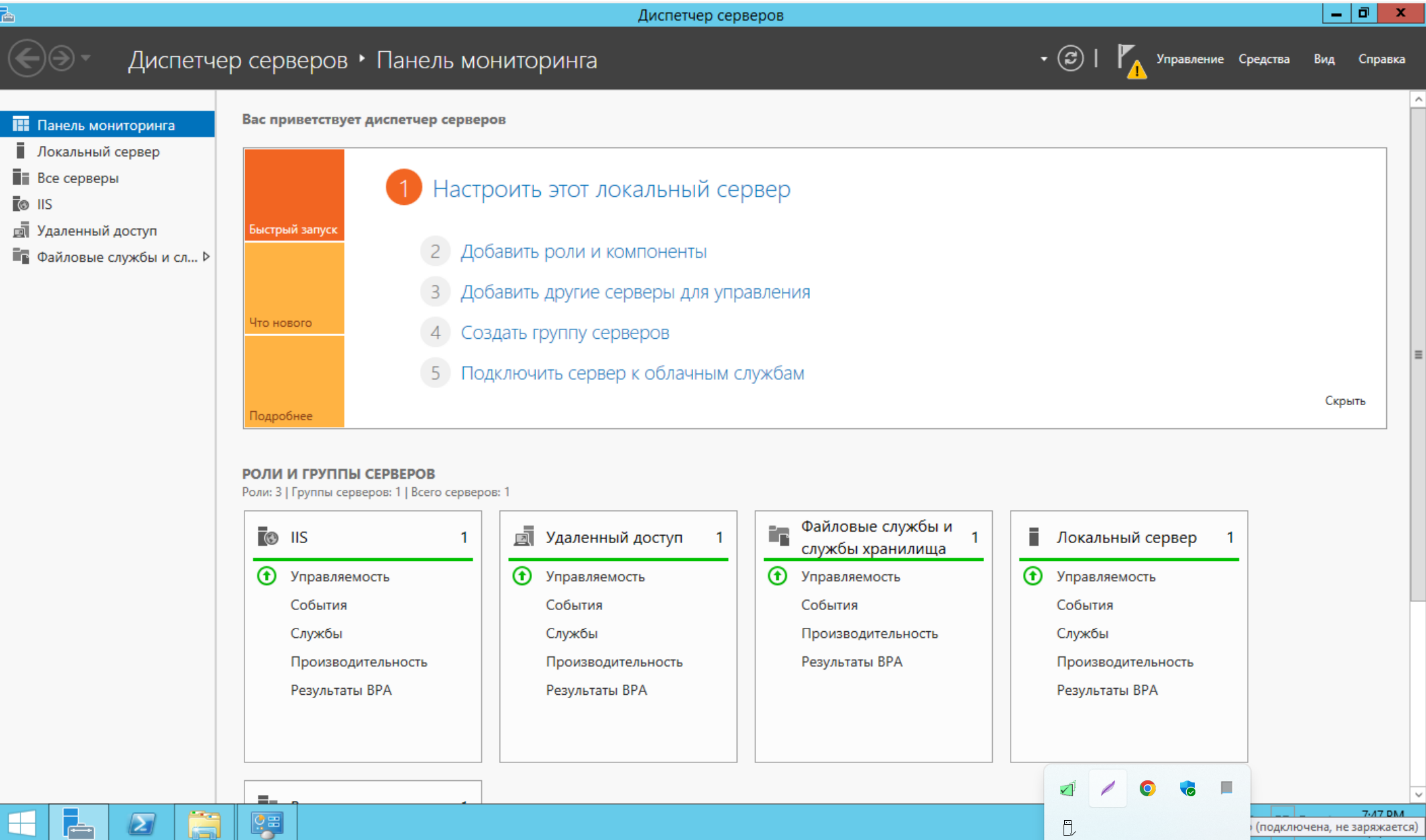 Диспетчер серверов
Диспетчер серверов
Панель мониторинга
Управление
Средства
Вид
Справка
Панель мониторинга
Локальный сервер
Все серверы
IIS
Удаленный доступ
Файловые службы и сл...
Вас приветствует диспетчер серверов
Быстрый запуск
Что нового
Подробнее
1 Настроить этот локальный сервер
2 Добавить роли и компоненты
3 Добавить другие серверы для управления
4 Создать группу серверов
5 Подключить сервер к облачным службам
Скрыть
РОЛИ И ГРУППЫ СЕРВЕРОВ
Роли: 3 | Группы серверов: 1 | Всего серверов: 1
IIS 1
Управляемость
События
Службы
Производительность
Результаты BPA
Удаленный доступ 1
Управляемость
События
Службы
Производительность
Результаты BPA
Файловые службы и
службы хранилища 1
Управляемость
События
Производительность
Результаты BPA
Локальный сервер 1
Управляемость
События
Службы
Производительность
Результаты BPA
7:47 PM
(подключена, не заряжается)